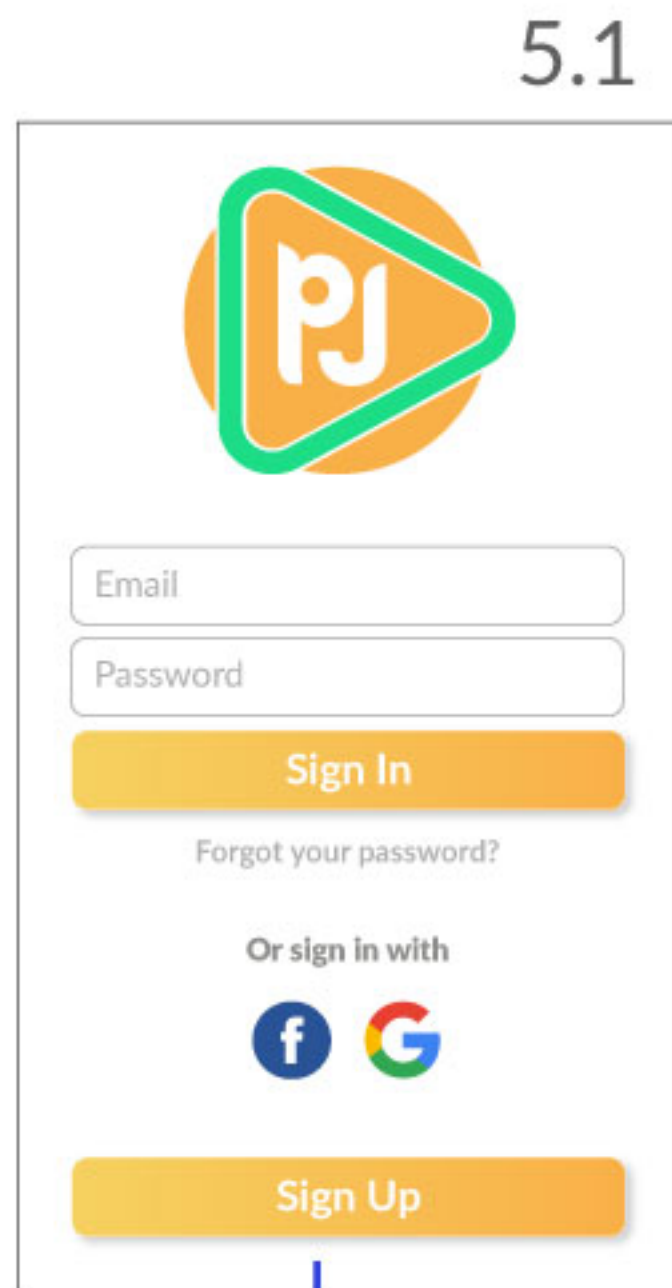 5.1
PJ
Email
Password
Sign In
Forgot your password?
Or sign in with
f G
Sign Up